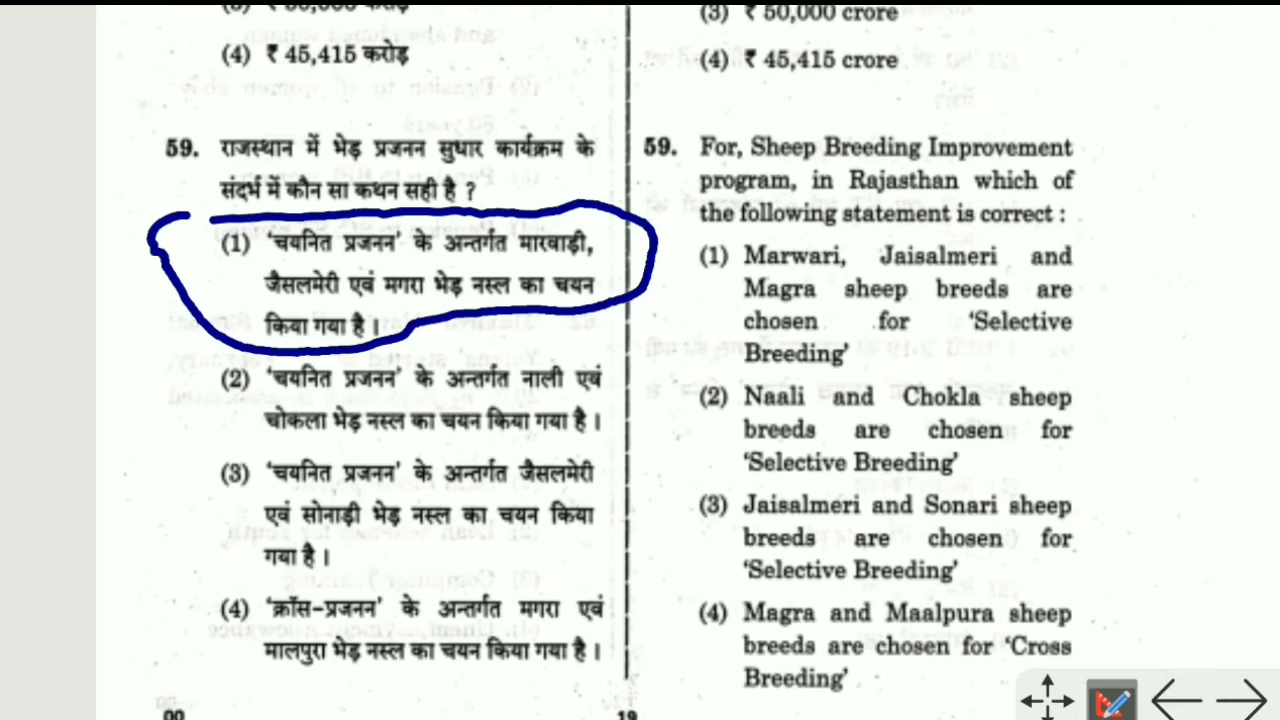 (4) ₹ 45,415 करोड़
59. राजस्थान में भेड़ प्रजनन सुधार कार्यक्रम के
संदर्भ में कौन सा कथन सही है ?
(1) 'चयनित प्रजनन' के अन्तर्गत मारवाड़ी,
जैसलमेरी एवं मगरा भेड़ नस्ल का चयन
किया गया है।
(2) 'चयनित प्रजनन' के अन्तर्गत नाली एवं
चोकला भेड़ नस्ल का चयन किया गया है।
(3) 'चयनित प्रजनन' के अन्तर्गत जैसलमेरी
एवं सोनाड़ी भेड़ नस्ल का चयन किया
गया है।
(4) 'क्रॉस-प्रजनन' के अन्तर्गत मगरा एवं
मालपुरा भेड़ नस्ल का चयन किया गया है।
(3) ₹ 50,000 crore
(4) ₹ 45,415 crore
59. For, Sheep Breeding Improvement
program, in Rajasthan which of
the following statement is correct :
(1) Marwari, Jaisalmeri and
Magra sheep breeds are
chosen for 'Selective
Breeding'
(2) Naali and Chokla sheep
breeds are chosen for
'Selective Breeding'
(3) Jaisalmeri and Sonari sheep
breeds are chosen for
'Selective Breeding'
(4) Magra and Maalpura sheep
breeds are chosen for 'Cross
Breeding'
19